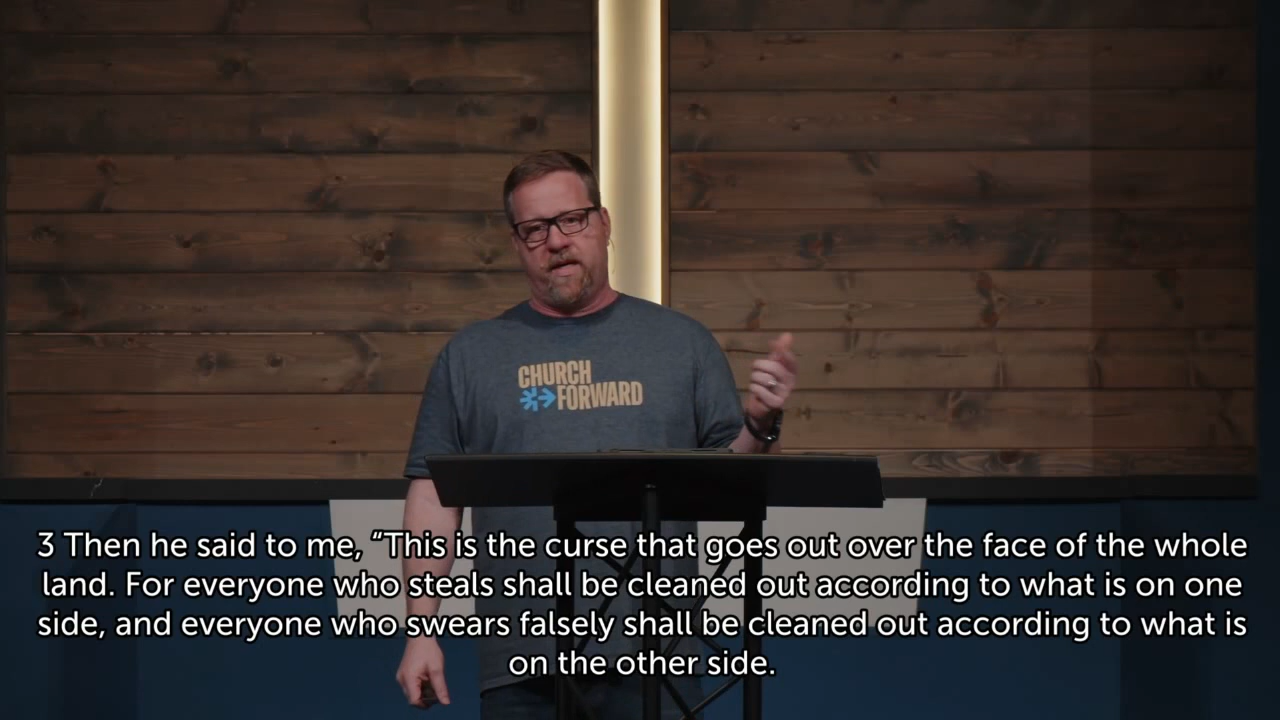 CHURCH
FORWARD
3 Then he said to me, “This is the curse that goes out over the face of the whole
land. For everyone who steals shall be cleaned out according to what is on one
side, and everyone who swears falsely shall be cleaned out according to what is
on the other side.